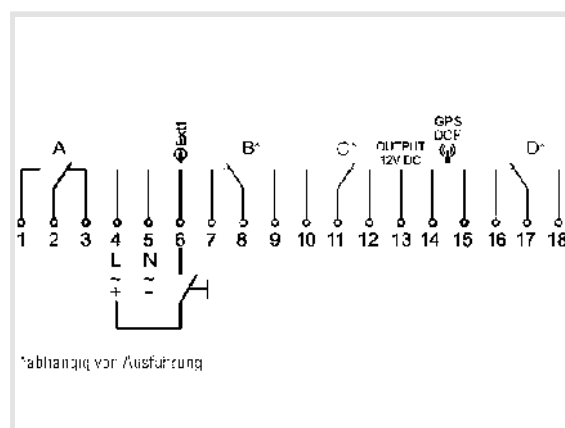 GPS
DCF
Ext1
A
B*
C*
OUTPUT
12V DC
D*
1 2 3 4 5 6 7 8 9 10 11 12 13 14 15 16 17 18
L N
~ ~
+ −
*abhängig von Ausführung